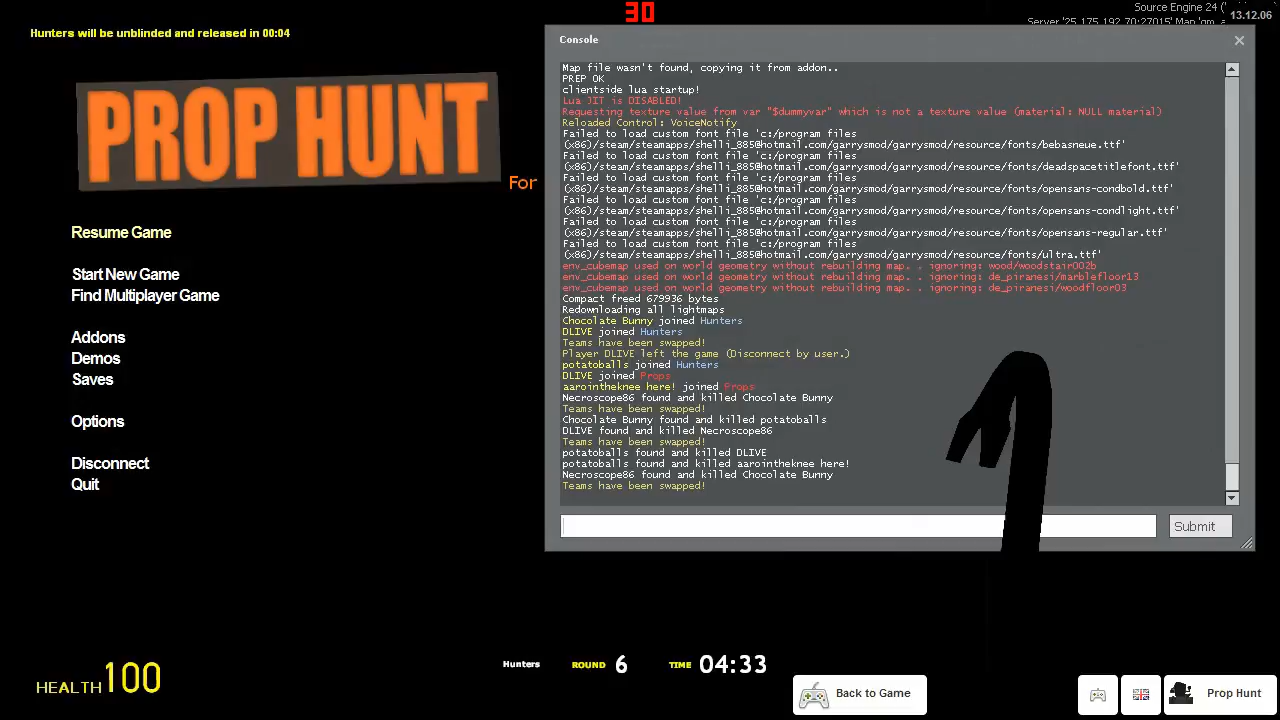 30
Source Engine 24 ('
13.12.06
Server '25.175.192.70:27015' Map 'gm_a
Hunters will be unblinded and released in 00:04
PROP HUNT
For
Resume Game
Start New Game
Find Multiplayer Game
Addons
Demos
Saves
Options
Disconnect
Quit
Console
Map file wasn't found, copying it from addon..
PREP OK
clientside lua startup!
Lua JIT is DISABLED!
Requesting texture value from var "$dummyvar" which is not a texture value (material: NULL material)
Reloaded Control: VoiceNotify
Failed to load custom font file 'c:/program files
(x86)/steam/steamapps/shelli_885@hotmail.com/garrysmod/resource/fonts/bebasneue.ttf'
Failed to load custom font file 'c:/program files
(x86)/steam/steamapps/shelli_885@hotmail.com/garrysmod/resource/fonts/deadspacetitlefont.ttf'
Failed to load custom font file 'c:/program files
(x86)/steam/steamapps/shelli_885@hotmail.com/garrysmod/resource/fonts/opensans-condbold.ttf'
Failed to load custom font file 'c:/program files
(x86)/steam/steamapps/shelli_885@hotmail.com/garrysmod/resource/fonts/opensans-condlight.ttf'
Failed to load custom font file 'c:/program files
(x86)/steam/steamapps/shelli_885@hotmail.com/garrysmod/resource/fonts/opensans-regular.ttf'
Failed to load custom font file 'c:/program files
(x86)/steam/steamapps/shelli_885@hotmail.com/garrysmod/resource/fonts/ultra.ttf'
env_cubemap used on world geometry without rebuilding map. . ignoring: wood/woodstair002b
env_cubemap used on world geometry without rebuilding map. . ignoring: de_piranesi/marblefloor13
env_cubemap used on world geometry without rebuilding map. . ignoring: de_piranesi/woodfloor03
Compact freed 679936 bytes
Redownloading all lightmaps
Chocolate Bunny joined Hunters
DLIVE joined Hunters
Teams have been swapped!
Player DLIVE left the game (Disconnect by user.)
potatoballs joined Hunters
DLIVE joined Props
aarointheknee here! joined Props
Necroscope86 found and killed Chocolate Bunny
Teams have been swapped!
Chocolate Bunny found and killed potatoballs
DLIVE found and killed Necroscope86
Teams have been swapped!
potatoballs found and killed DLIVE
potatoballs found and killed aarointheknee here!
Necroscope86 found and killed Chocolate Bunny
Teams have been swapped!
Submit
HEALTH 100
Hunters ROUND 6 TIME 04:33
Back to Game
Prop Hunt